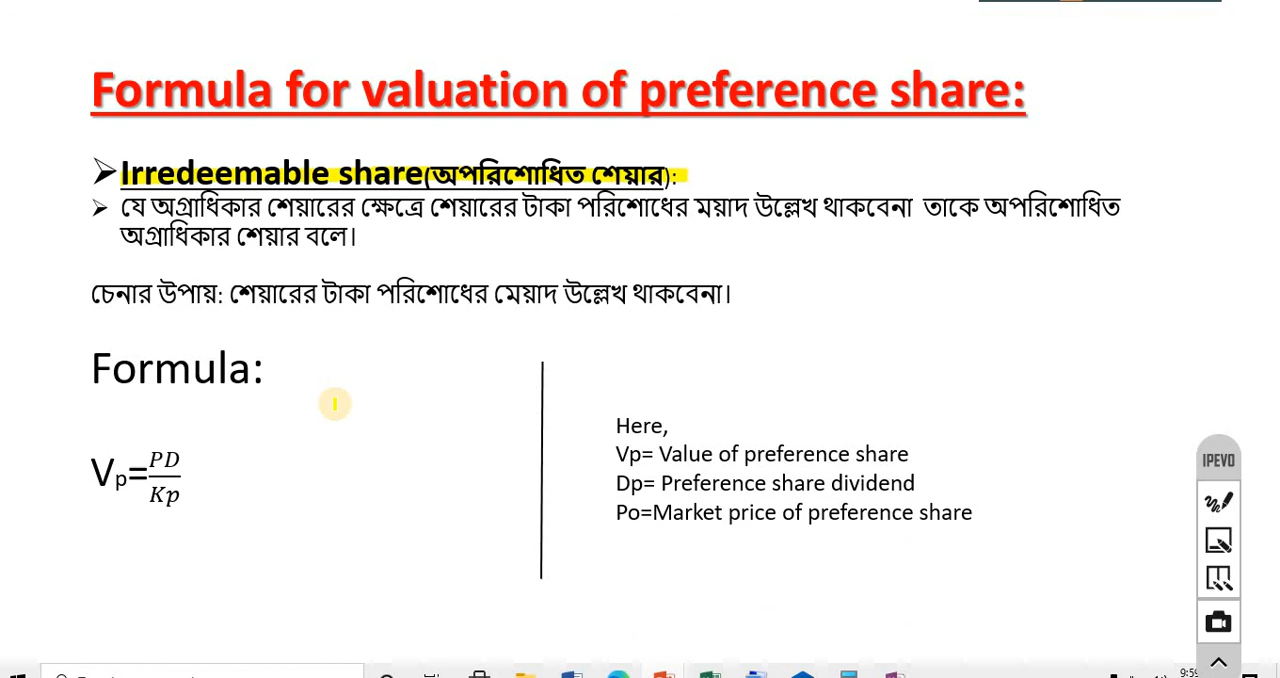 Formula for valuation of preference share:
➢Irredeemable share(অপরিশোধিত শেয়ার):
➢ যে অগ্রাধিকার শেয়ারের ক্ষেত্রে শেয়ারের টাকা পরিশোধের ময়াদ উল্লেখ থাকবেনা তাকে অপরিশোধিত
অগ্রাধিকার শেয়ার বলে।
চেনার উপায়: শেয়ারের টাকা পরিশোধের মেয়াদ উল্লেখ থাকবেনা।
Formula:
Vp=PD/Kp
Here,
Vp= Value of preference share
Dp= Preference share dividend
Po=Market price of preference share
IPEVO